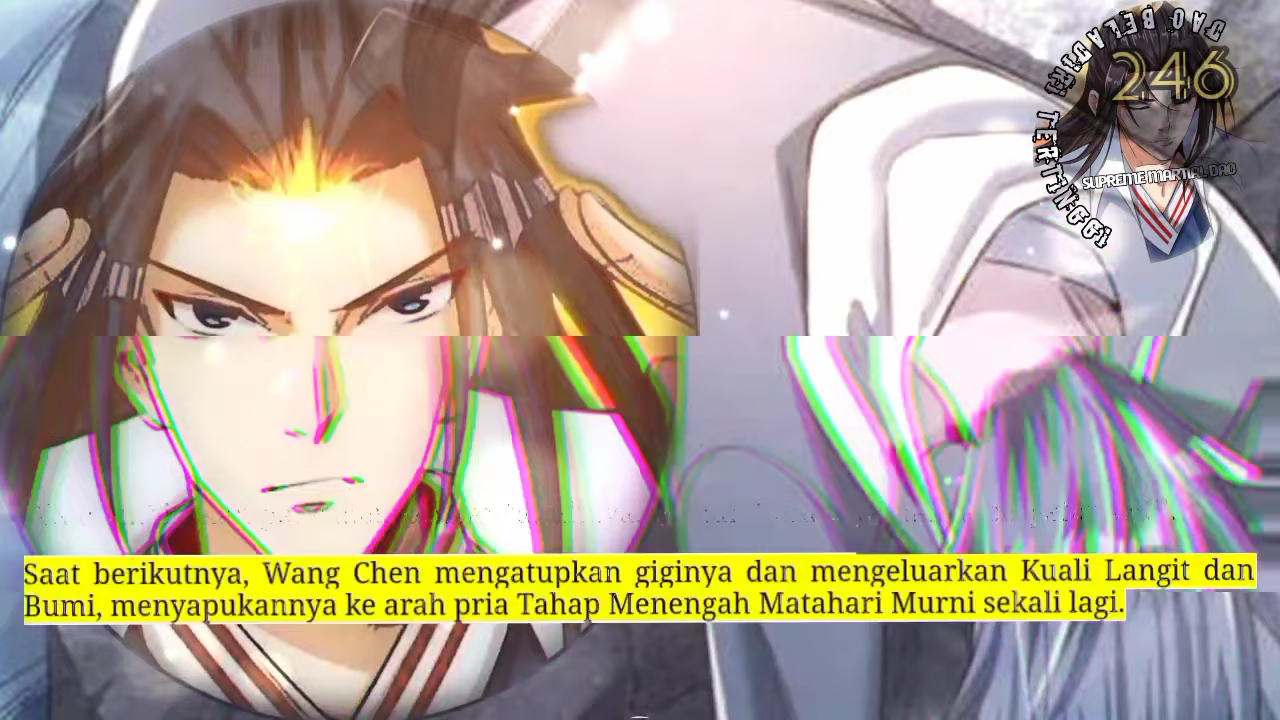 DAO BELADIRI TERTINGGI
246
SUPREME MARTIAL DAO
Saat berikutnya, Wang Chen mengatupkan giginya dan mengeluarkan Kuali Langit dan
Bumi, menyapukannya ke arah pria Tahap Menengah Matahari Murni sekali lagi.